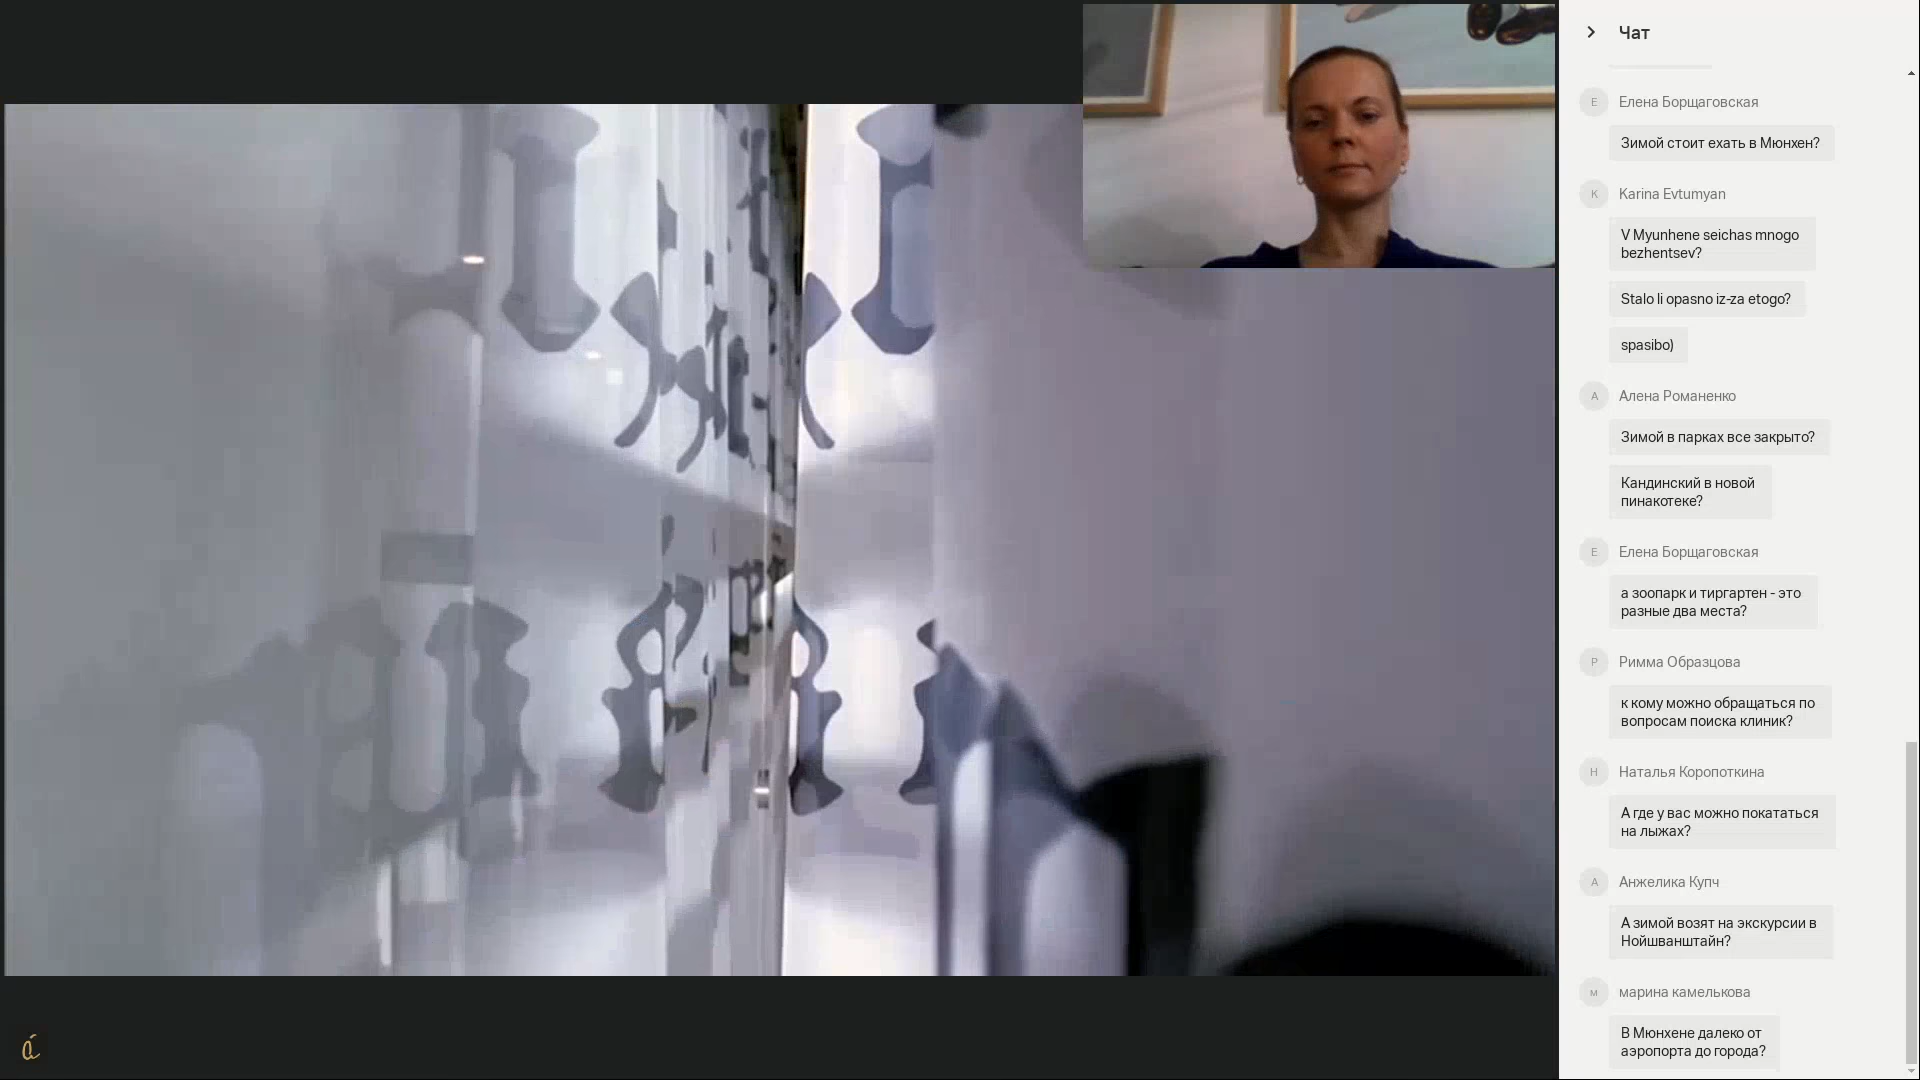 Чат
Е
Елена Борщаговская
Зимой стоит ехать в Мюнхен?
K
Karina Evtumyan
V Myunhene seichas mnogo
bezhentsev?
Stalo li opasno iz-za etogo?
spasibo)
А
Алена Романенко
Зимой в парках все закрыто?
Кандинский в новой
пинакотеке?
Е
Елена Борщаговская
а зоопарк и тиргартен - это
разные два места?
Р
Римма Образцова
к кому можно обращаться по
вопросам поиска клиник?
Н
Наталья Коропоткина
А где у вас можно покататься
на лыжах?
А
Анжелика Купч
А зимой возят на экскурсии в
Нойшванштайн?
м
марина камелькова
В Мюнхене далеко от
аэропорта до города?
á